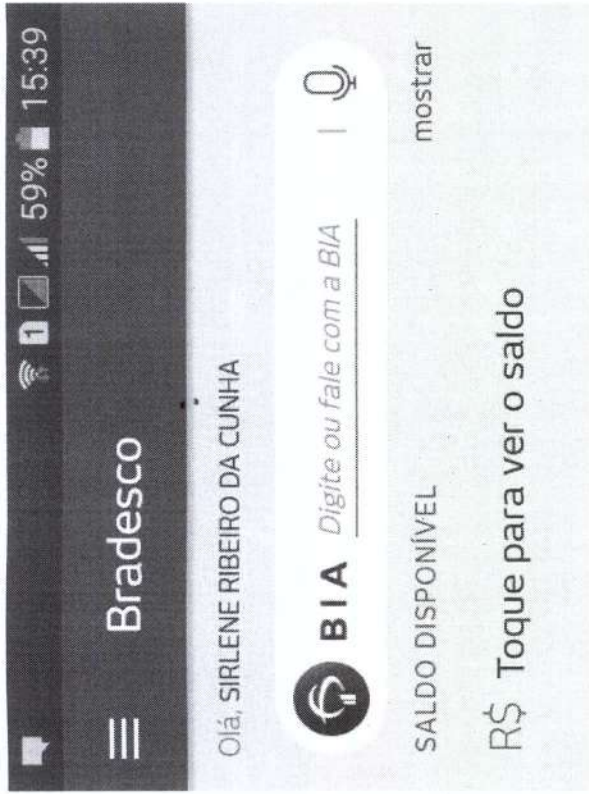 1 59% 15:39
Bradesco
Olá, SIRLENE RIBEIRO DA CUNHA
BIA Digite ou fale com a BIA
SALDO DISPONÍVEL mostrar
R$ Toque para ver o saldo